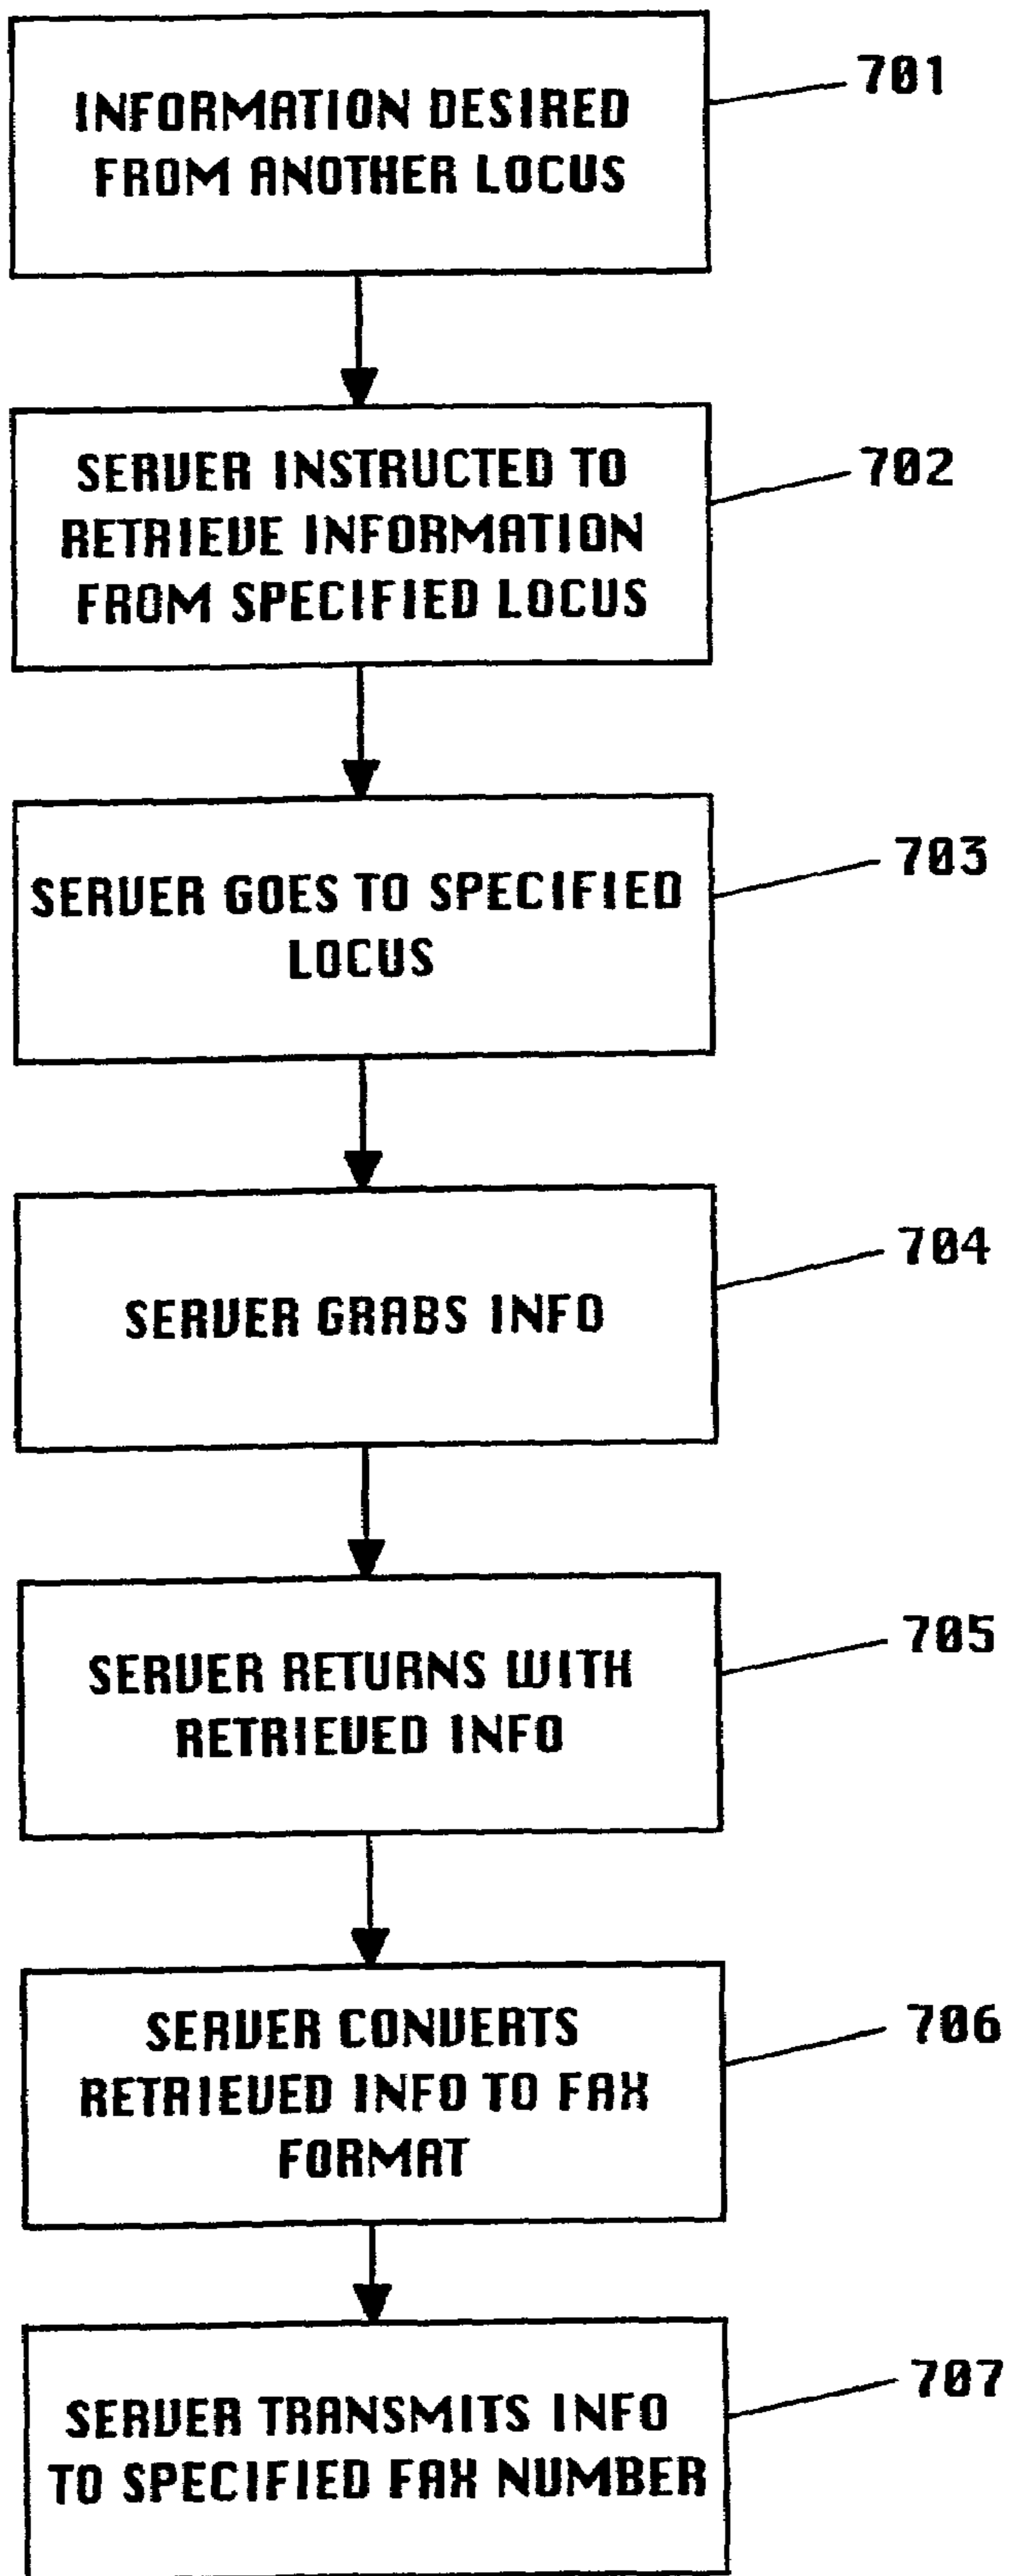 INFORMATION DESIRED
FROM ANOTHER LOCUS
701
SERVER INSTRUCTED TO
RETRIEVE INFORMATION
FROM SPECIFIED LOCUS
702
SERVER GOES TO SPECIFIED
LOCUS
703
SERVER GRABS INFO
704
SERVER RETURNS WITH
RETRIEVED INFO
705
SERVER CONVERTS
RETRIEVED INFO TO FAX
FORMAT
706
SERVER TRANSMITS INFO
TO SPECIFIED FAX NUMBER
707